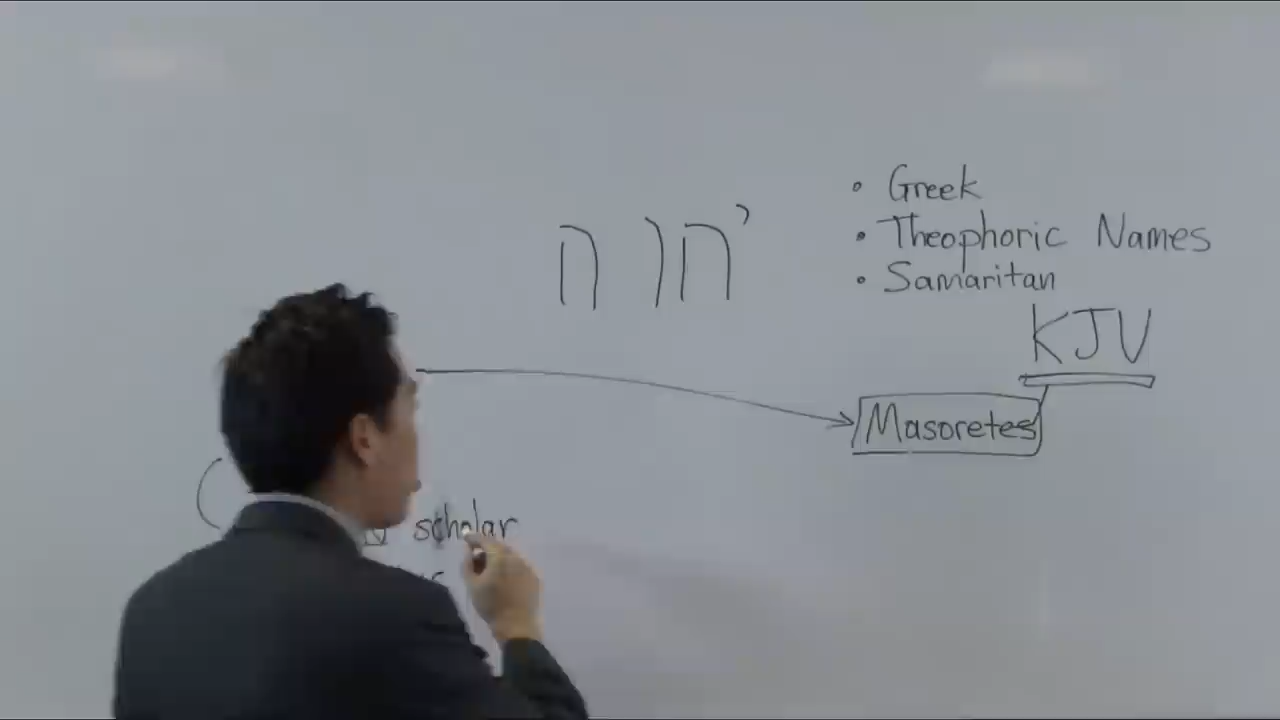 יהוה
• Greek
• Theophoric Names
• Samaritan
KJV
Masoretes
scholar